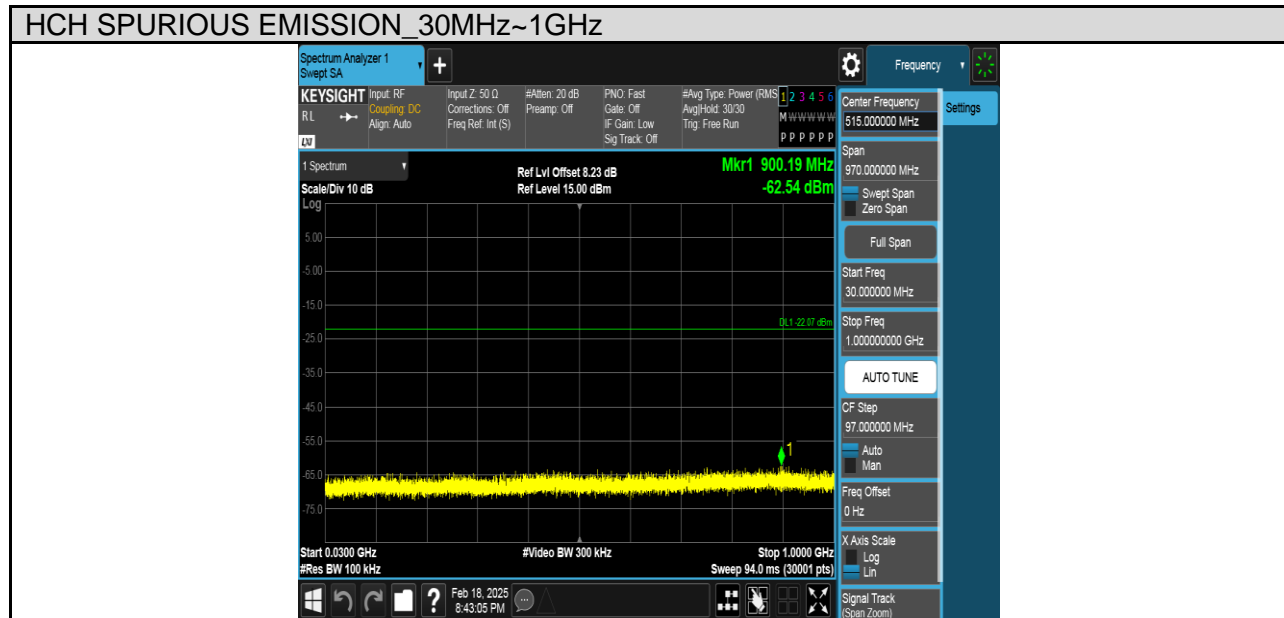 HCH SPURIOUS EMISSION_30MHz~1GHz
Spectrum Analyzer 1
Swept SA
Frequency
KEYSIGHT
RL
LXI
Input: RF
Coupling: DC
Align: Auto
Input Z: 50 Ω
Corrections: Off
Freq Ref: Int (S)
#Atten: 20 dB
Preamp: Off
PNO: Fast
Gate: Off
IF Gain: Low
Sig Track: Off
#Avg Type: Power (RMS
Avg|Hold: 30/30
Trig: Free Run
1 2 3 4 5 6
M W W W W W
P P P P P P
1 Spectrum
Scale/Div 10 dB
Log
Ref Lvl Offset 8.23 dB
Ref Level 15.00 dBm
Mkr1 900.19 MHz
-62.54 dBm
5.00
-5.00
-15.0
DL1 -22.07 dBm
-25.0
-35.0
-45.0
-55.0
1
-65.0
-75.0
Start 0.0300 GHz
#Res BW 100 kHz
#Video BW 300 kHz
Stop 1.0000 GHz
Sweep 94.0 ms (30001 pts)
Feb 18, 2025
8:43:05 PM
Center Frequency
515.000000 MHz
Settings
Span
970.000000 MHz
Swept Span
Zero Span
Full Span
Start Freq
30.000000 MHz
Stop Freq
1.000000000 GHz
AUTO TUNE
CF Step
97.000000 MHz
Auto
Man
Freq Offset
0 Hz
X Axis Scale
Log
Lin
Signal Track
(Span Zoom)